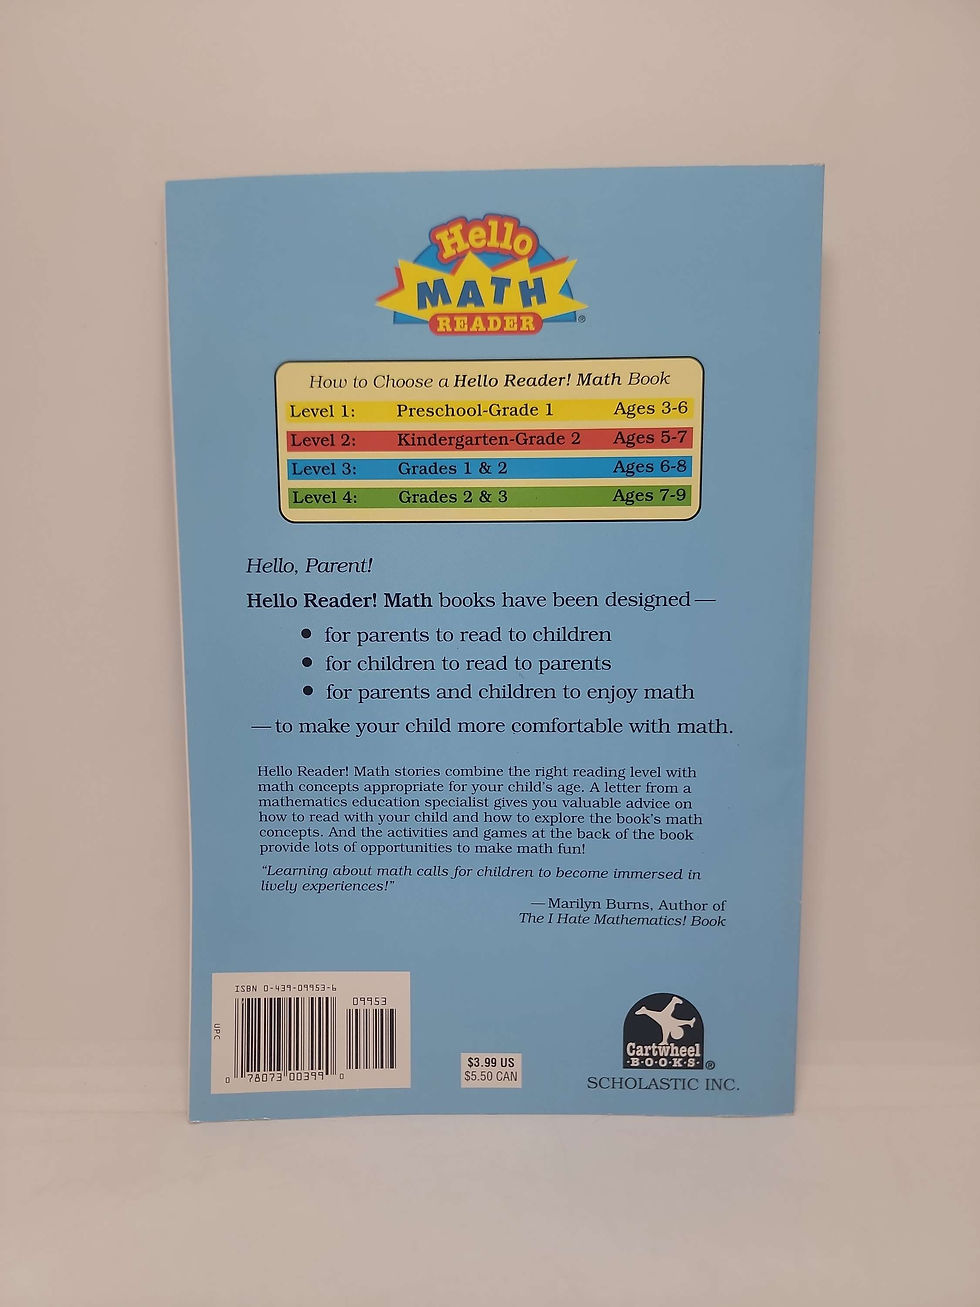 Hello
MATH
READER®
How to Choose a Hello Reader! Math Book
Level 1: Preschool-Grade 1 Ages 3-6
Level 2: Kindergarten-Grade 2 Ages 5-7
Level 3: Grades 1 & 2 Ages 6-8
Level 4: Grades 2 & 3 Ages 7-9
Hello, Parent!
Hello Reader! Math books have been designed—
• for parents to read to children
• for children to read to parents
• for parents and children to enjoy math
—to make your child more comfortable with math.
Hello Reader! Math stories combine the right reading level with
math concepts appropriate for your child's age. A letter from a
mathematics education specialist gives you valuable advice on
how to read with your child and how to explore the book's math
concepts. And the activities and games at the back of the book
provide lots of opportunities to make math fun!
"Learning about math calls for children to become immersed in
lively experiences!"
—Marilyn Burns, Author of
The I Hate Mathematics! Book
ISBN 0-439-09953-6
09953
UPC
0 78073 00399 0
$3.99 US
$5.50 CAN
Cartwheel
·B·O·O·K·S·®
SCHOLASTIC INC.